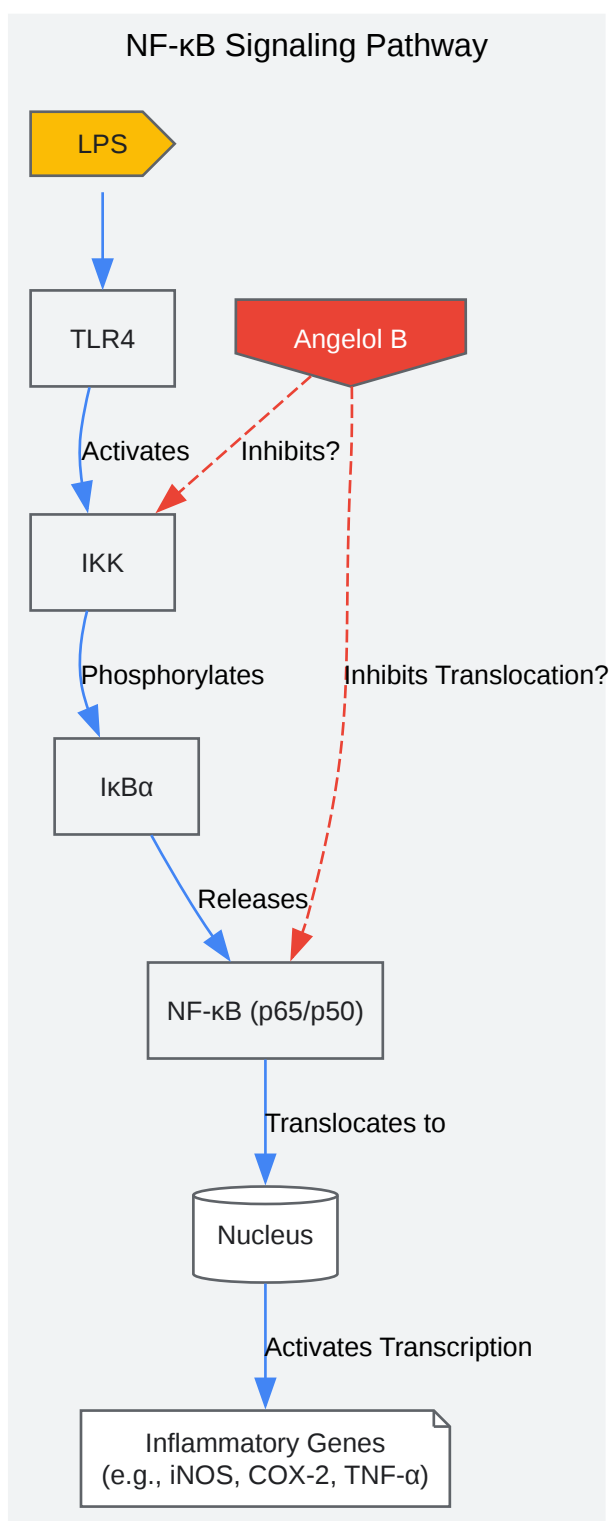 NF-κB Signaling Pathway
LPS
TLR4
Angelol B
Activates
Inhibits?
IKK
Phosphorylates
Inhibits Translocation?
IκBα
Releases
NF-κB (p65/p50)
Translocates to
Nucleus
Activates Transcription
Inflammatory Genes
(e.g., iNOS, COX-2, TNF-α)